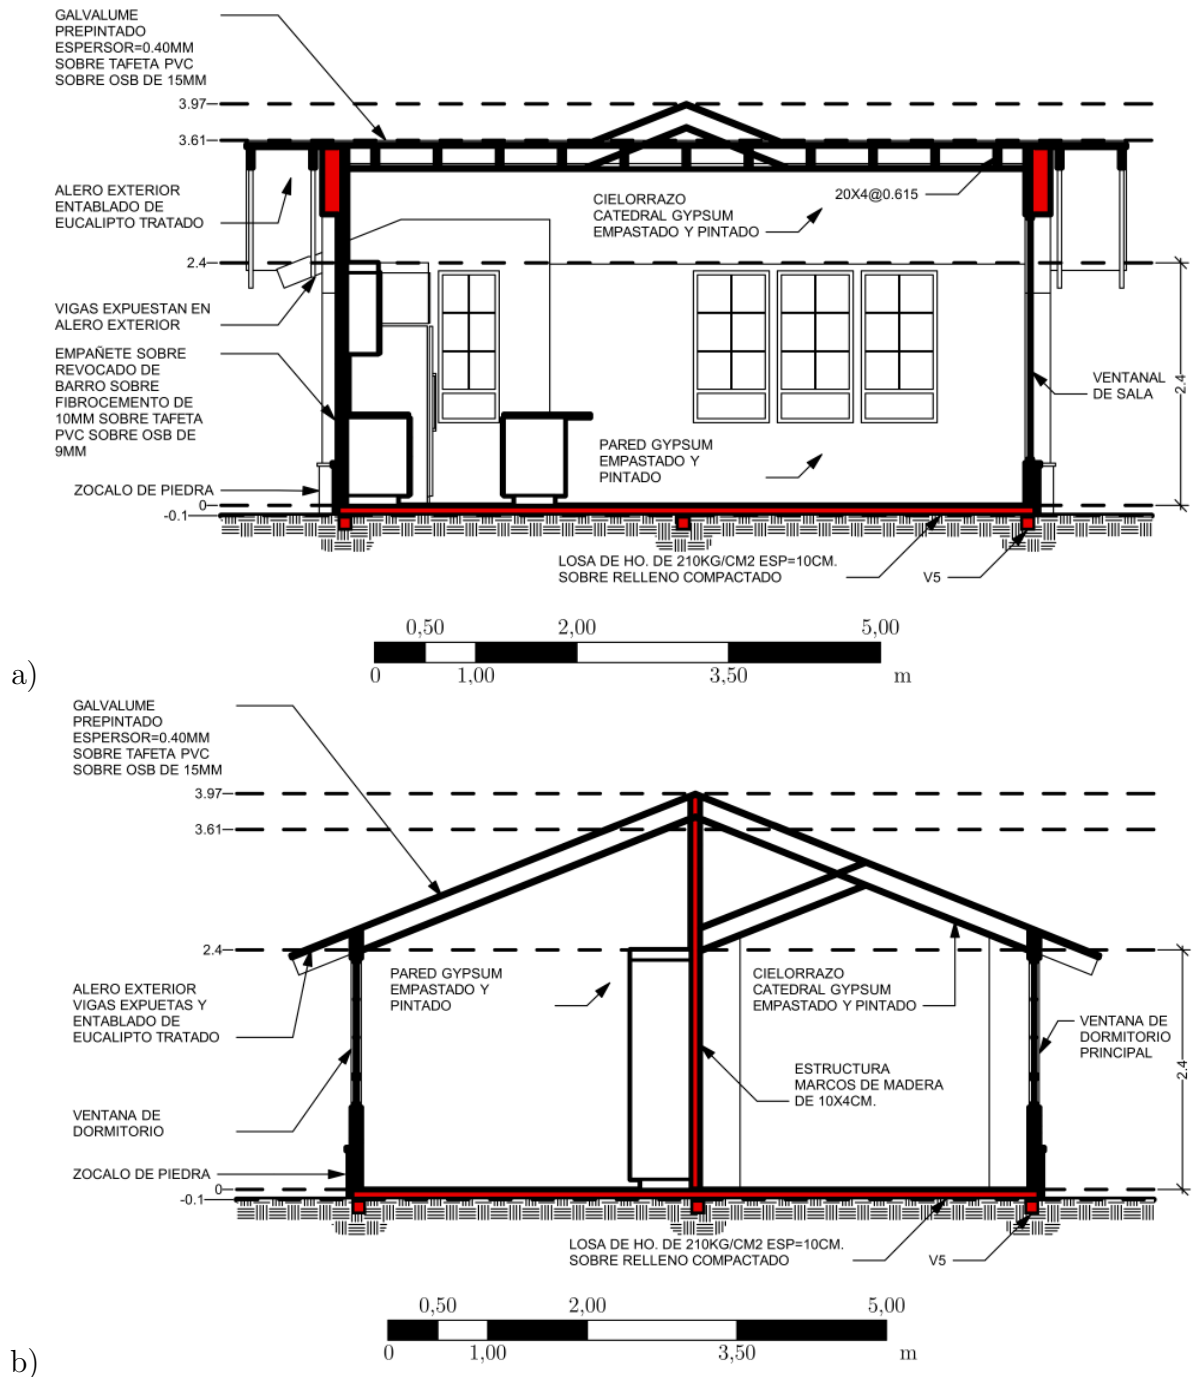 GALVALUME
PREPINTADO
ESPERSOR=0.40MM
SOBRE TAFETA PVC
SOBRE OSB DE 15MM
3.97
3.61
ALERO EXTERIOR
ENTABLADO DE
EUCALIPTO TRATADO
CIELORRAZO
CATEDRAL GYPSUM
EMPASTADO Y PINTADO
20X4@0.615
2.4
VIGAS EXPUESTAN EN
ALERO EXTERIOR
EMPAÑETE SOBRE
REVOCADO DE
BARRO SOBRE
FIBROCEMENTO DE
10MM SOBRE TAFETA
PVC SOBRE OSB DE
9MM
VENTANAL
DE SALA
2.4
PARED GYPSUM
EMPASTADO Y
PINTADO
ZOCALO DE PIEDRA
0
-0.1
LOSA DE HO. DE 210KG/CM2 ESP=10CM.
SOBRE RELLENO COMPACTADO
V5
0,50 2,00 5,00
0 1,00 3,50 m
a)
GALVALUME
PREPINTADO
ESPERSOR=0.40MM
SOBRE TAFETA PVC
SOBRE OSB DE 15MM
3.97
3.61
2.4
ALERO EXTERIOR
VIGAS EXPUETAS Y
ENTABLADO DE
EUCALIPTO TRATADO
PARED GYPSUM
EMPASTADO Y
PINTADO
CIELORRAZO
CATEDRAL GYPSUM
EMPASTADO Y PINTADO
VENTANA DE
DORMITORIO
PRINCIPAL
2.4
ESTRUCTURA
MARCOS DE MADERA
DE 10X4CM.
VENTANA DE
DORMITORIO
ZOCALO DE PIEDRA
0
-0.1
LOSA DE HO. DE 210KG/CM2 ESP=10CM.
SOBRE RELLENO COMPACTADO
V5
0,50 2,00 5,00
0 1,00 3,50 m
b)